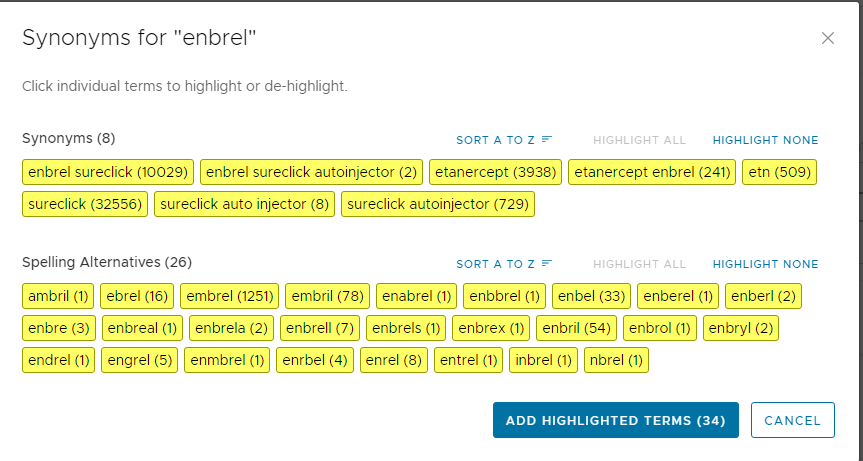 Synonyms for "enbrel"
Click individual terms to highlight or de-highlight.
Synonyms (8) SORT A TO Z HIGHLIGHT ALL HIGHLIGHT NONE
enbrel sureclick (10029) enbrel sureclick autoinjector (2) etanercept (3938) etanercept enbrel (241) etn (509)
sureclick (32556) sureclick auto injector (8) sureclick autoinjector (729)
Spelling Alternatives (26) SORT A TO Z HIGHLIGHT ALL HIGHLIGHT NONE
ambril (1) ebrel (16) embrel (1251) embril (78) enabrel (1) enbbrel (1) enbel (33) enberel (1) enberl (2)
enbre (3) enbreal (1) enbrela (2) enbrell (7) enbrels (1) enbrex (1) enbril (54) enbrol (1) enbryl (2)
endrel (1) engrel (5) enmbrel (1) enrbel (4) enrel (8) entrel (1) inbrel (1) nbrel (1)
ADD HIGHLIGHTED TERMS (34) CANCEL